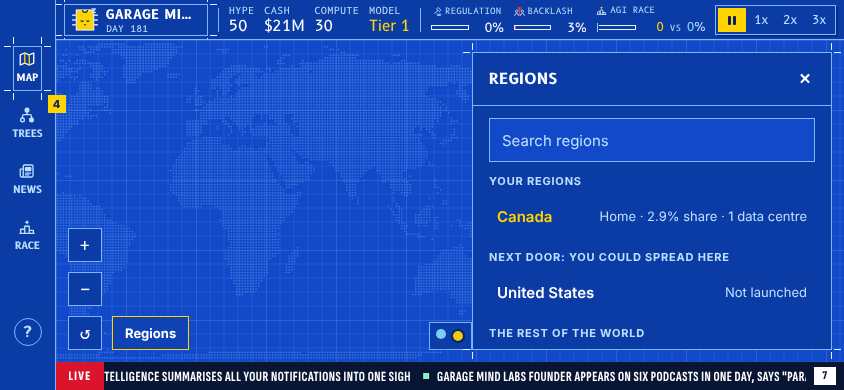 GARAGE MI...
DAY 181
HYPE 50
CASH $21M
COMPUTE 30
MODEL Tier 1
REGULATION 0%
BACKLASH 3%
AGI RACE 0 VS 0%
1x 2x 3x
MAP
4
TREES
NEWS
RACE
?
+
−
↺
Regions
REGIONS
×
Search regions
YOUR REGIONS
Canada Home · 2.9% share · 1 data centre
NEXT DOOR: YOU COULD SPREAD HERE
United States Not launched
THE REST OF THE WORLD
LIVE TELLIGENCE SUMMARISES ALL YOUR NOTIFICATIONS INTO ONE SIGH ■ GARAGE MIND LABS FOUNDER APPEARS ON SIX PODCASTS IN ONE DAY, SAYS "PAR. 7